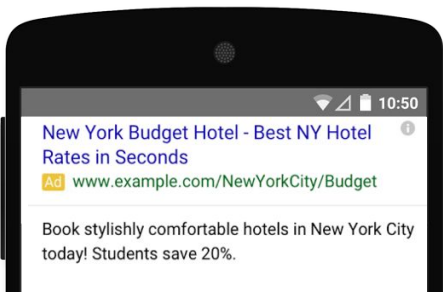 10:50
New York Budget Hotel - Best NY Hotel
Rates in Seconds
Ad www.example.com/NewYorkCity/Budget
Book stylishly comfortable hotels in New York City
today! Students save 20%.